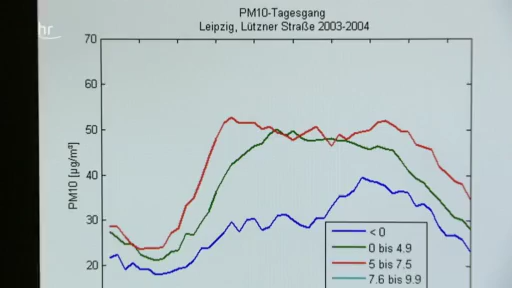 PM10-Tagesgang
Leipzig, Lützner Straße 2003-2004
hr
70
60
50
40
30
20
PM10 [µg/m³]
< 0
0 bis 4.9
5 bis 7.5
7.6 bis 9.9